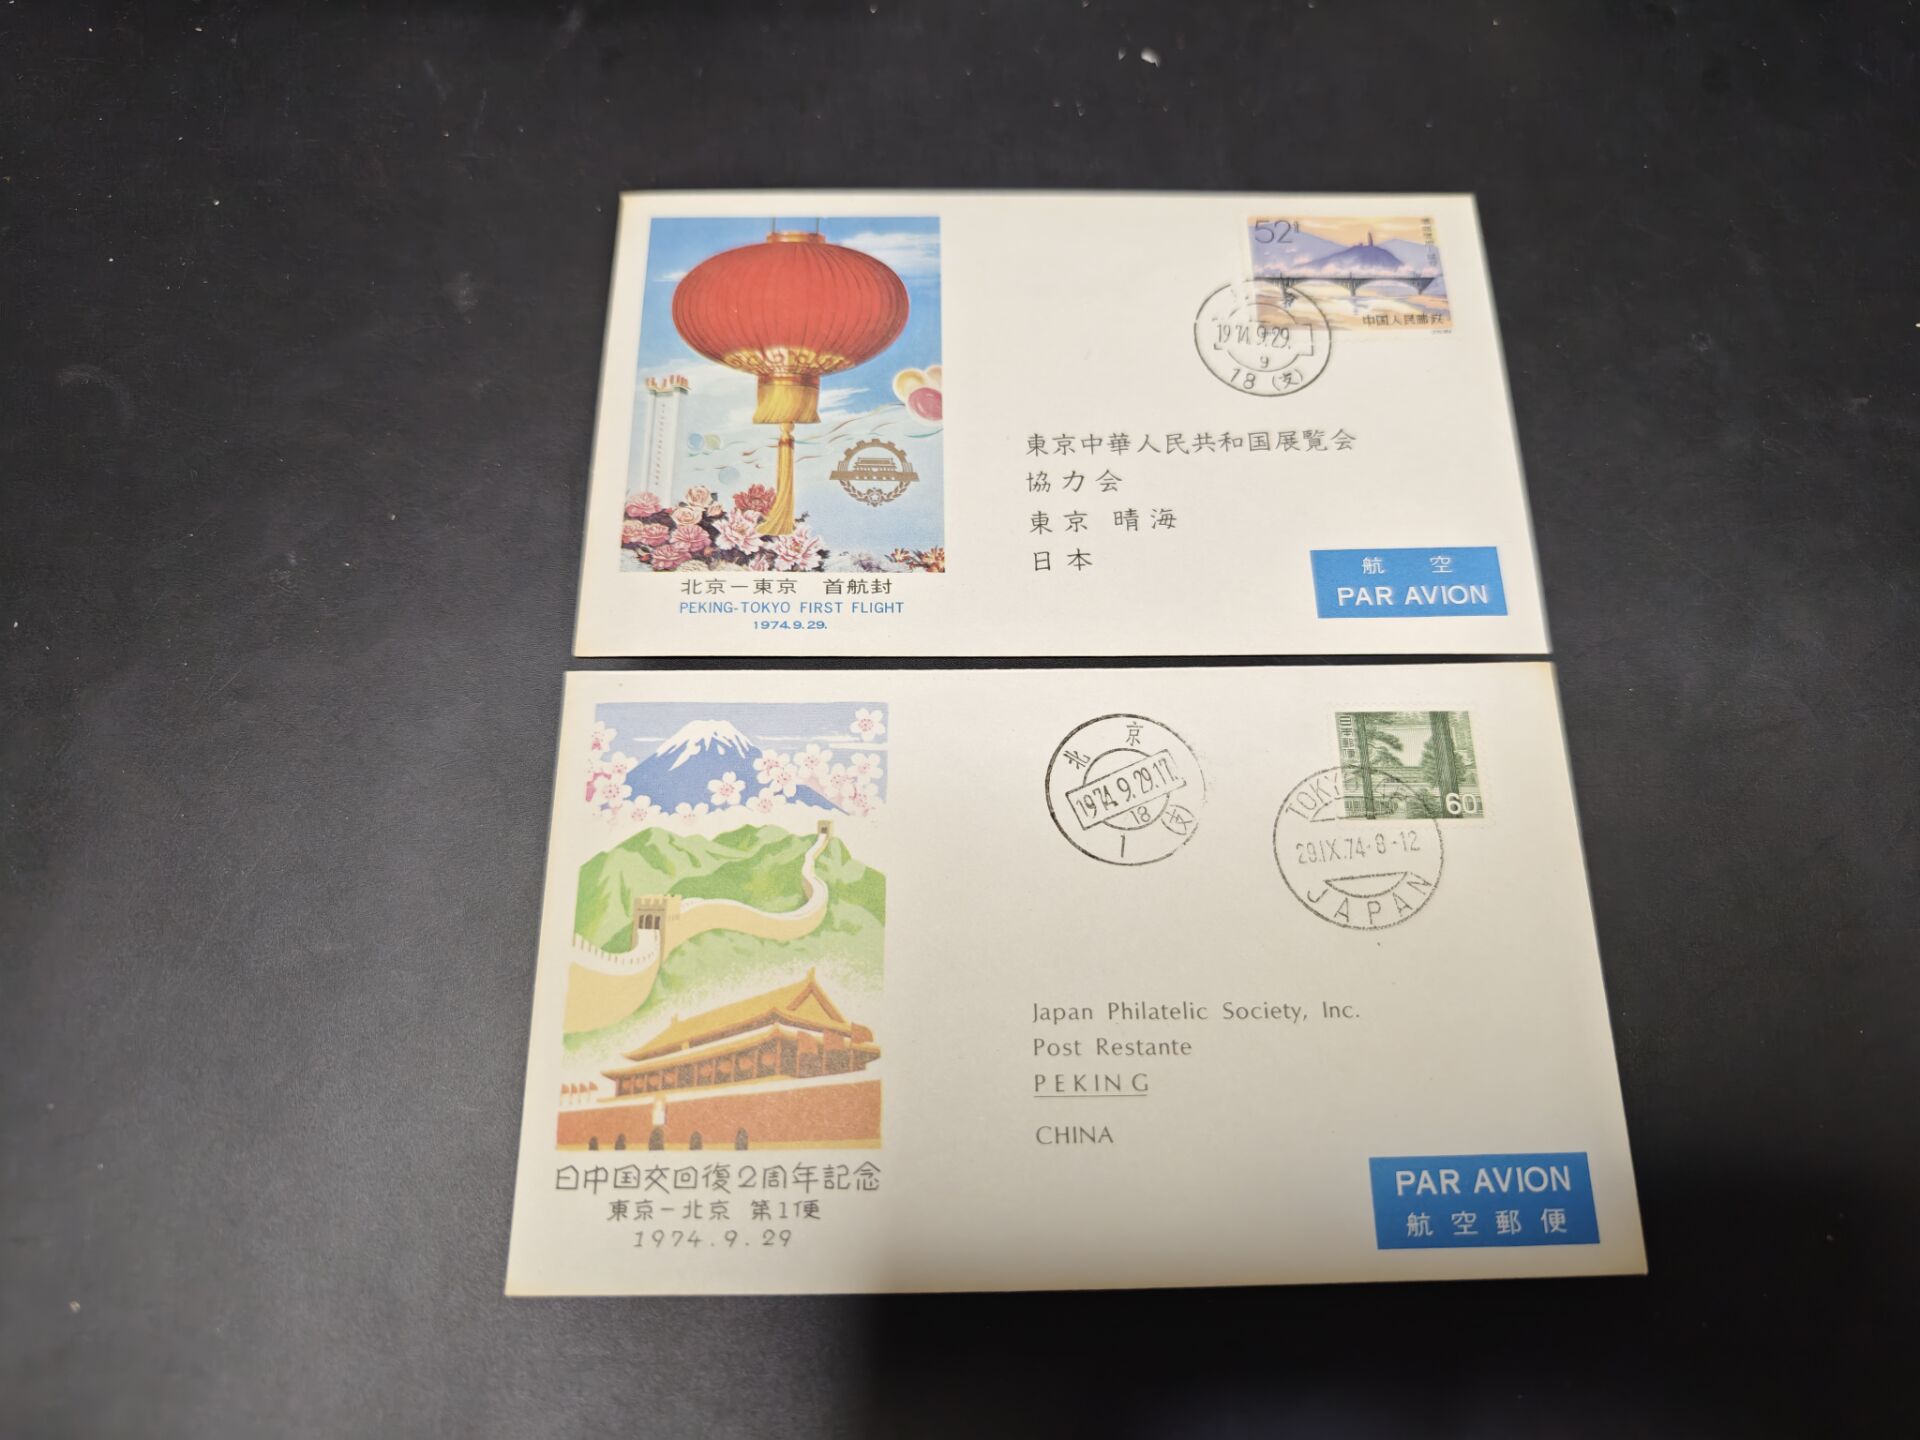 北京－東京 首航封
PEKING-TOKYO FIRST FLIGHT
1974.9.29.
52
中国人民邮政
1974.9.29.
9
18 (支)
東京中華人民共和国展覧会
協力会
東京 晴海
日本
航 空
PAR AVION
日中国交回復2周年記念
東京－北京 第1便
1974.9.29
北 京
1974.9.29.17.
18
1 (支)
日本郵便
60
TOKYO
29.IX.74-8-12
JAPAN
Japan Philatelic Society, Inc.
Post Restante
PEKING
CHINA
PAR AVION
航空郵便